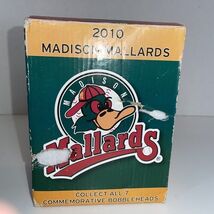 2010
MADISON MALLARDS
MADISON
Mallards
COLLECT ALL 7
COMMEMORATIVE BOBBLEHEADS